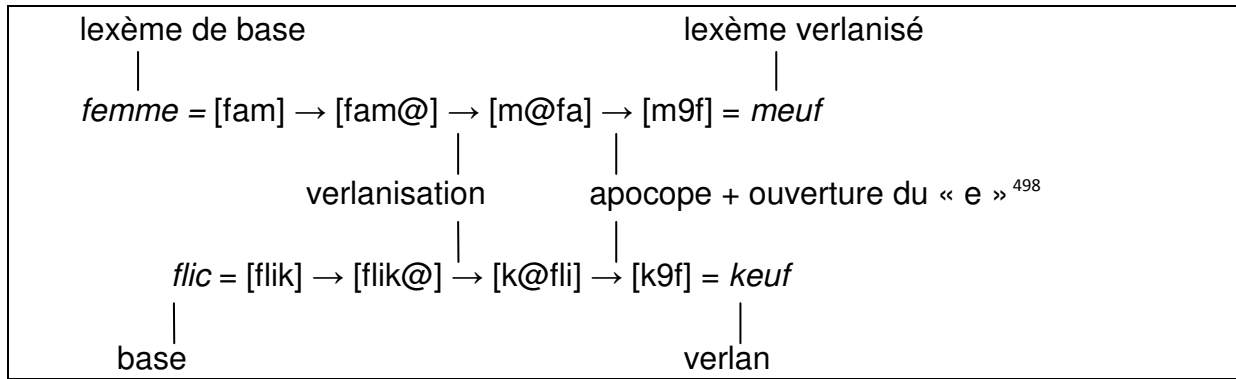 lexème de base lexème verlanisé
femme = [fam] → [fam@] → [m@fa] → [m9f] = meuf
verlanisation apocope + ouverture du « e » 498
flic = [flik] → [flik@] → [k@fli] → [k9f] = keuf
base verlan